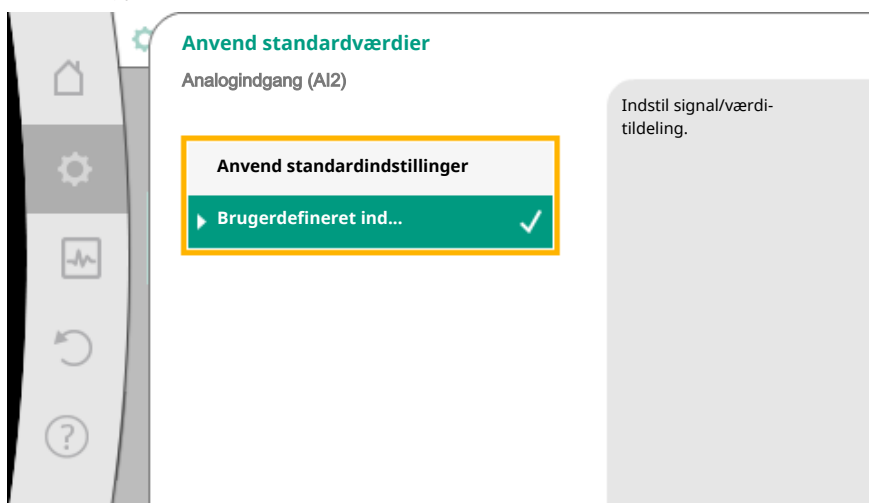 Anvend standardværdier
Analogindgang (AI2)
Indstil signal/værdi-
tildeling.
Anvend standardindstillinger
Brugerdefineret ind...
?